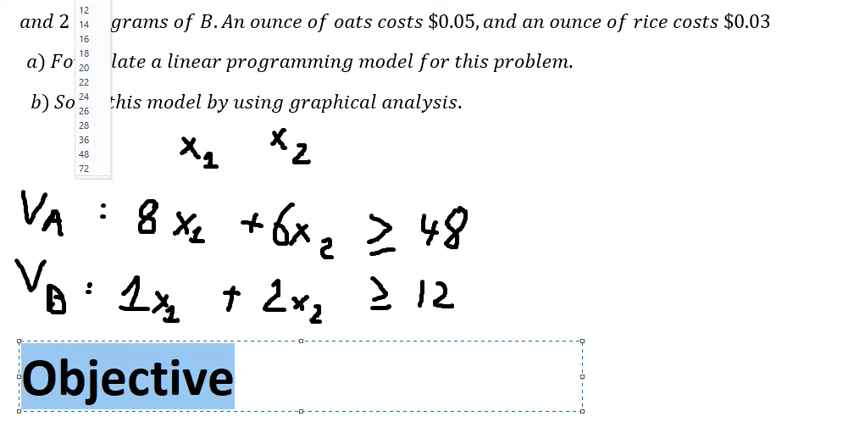 and 2 grams of B. An ounce of oats costs $0.05, and an ounce of rice costs $0.03
a) Fo late a linear programming model for this problem.
b) So this model by using graphical analysis.
12
14
16
18
20
22
24
26
28
36
48
72
x1 x2
VA : 8x1 + 6x2 ≥ 48
VB : 1x1 + 2x2 ≥ 12
Objective